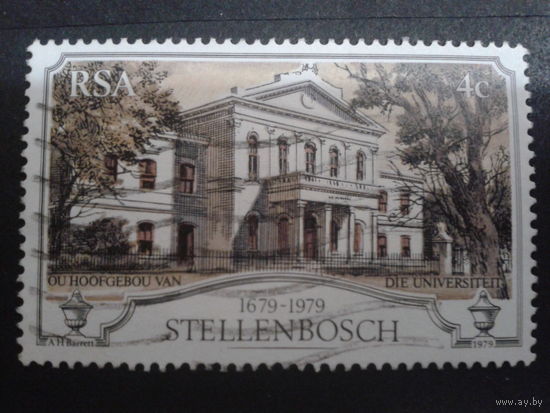 RSA 4c
OU HOOFGEBOU VAN DIE UNIVERSITEIT
1679-1979
STELLENBOSCH
A H Barrett 1979
www.ay.by